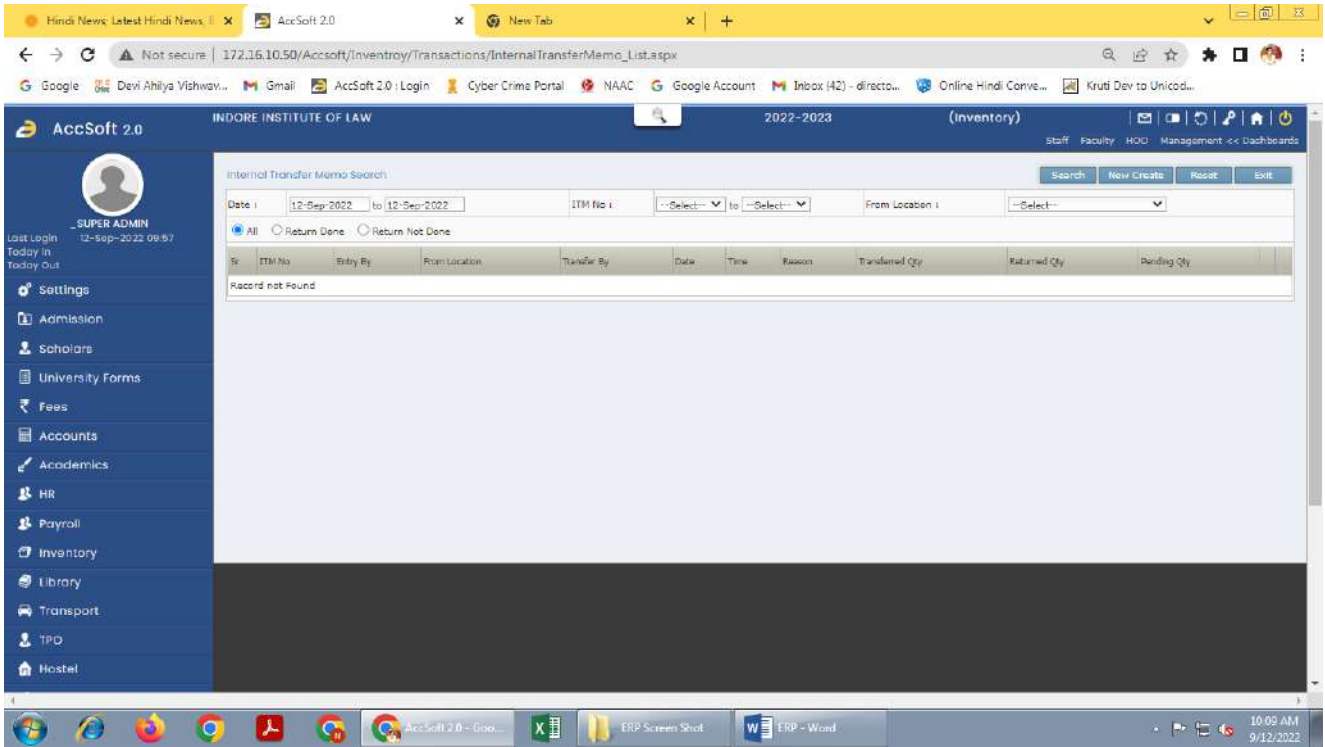 Hindi News; Latest Hindi News,
AccSoft 2.0
New Tab
Not secure | 172.16.10.50/Accsoft/Inventroy/Transactions/InternalTransferMemo_List.aspx
Google
Devi Ahilya Vishwav...
Gmail
AccSoft 2.0 : Login
Cyber Crime Portal
NAAC
Google Account
Inbox (42) - directo...
Online Hindi Conve...
Kruti Dev to Unicod...
AccSoft 2.0
INDORE INSTITUTE OF LAW
2022-2023
(Inventory)
Staff Faculty HOD Management << Dashboards
_SUPER ADMIN
Last Login 12-Sep-2022 09:57
Today In
Today Out
Settings
Admission
Scholars
University Forms
Fees
Accounts
Academics
HR
Payroll
Inventory
Library
Transport
TPO
Hostel
Internal Transfer Memo Search
Search New Create Reset Exit
Date : 12-Sep-2022 to 12-Sep-2022 ITM No : --Select-- to --Select-- From Location : --Select--
All Return Done Return Not Done
Sr ITM No Entry By From Location Transfer By Date Time Reason Transferred Qty Returned Qty Pending Qty
Record not Found
AccSoft 2.0 - Goo...
ERP Screen Shot
ERP - Word
10:09 AM
9/12/2022